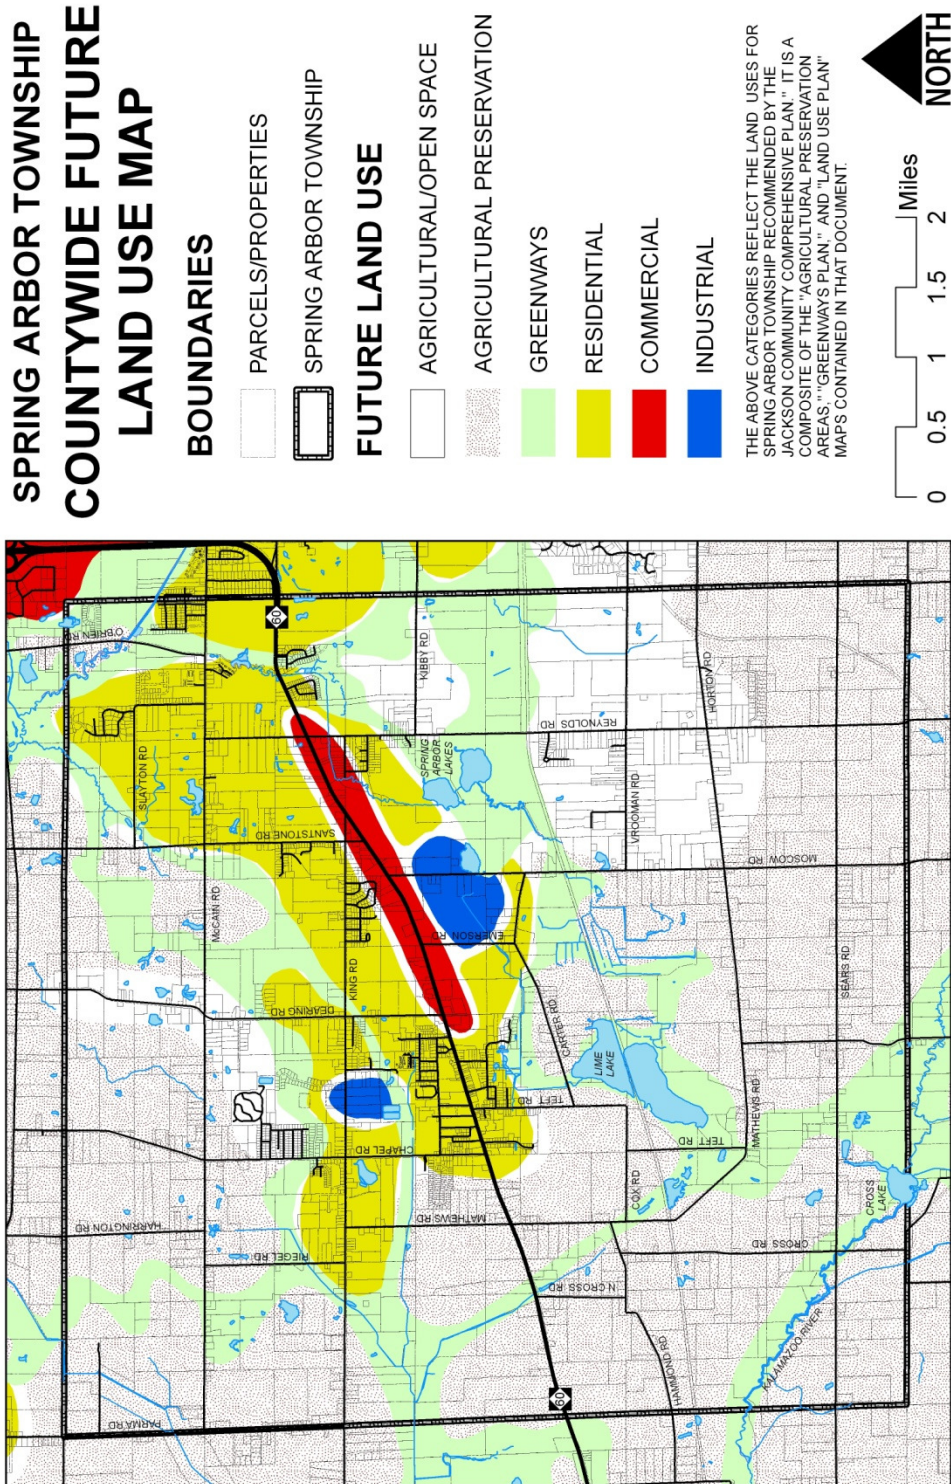 SPRING ARBOR TOWNSHIP
COUNTYWIDE FUTURE
LAND USE MAP
BOUNDARIES
PARCELS/PROPERTIES
SPRING ARBOR TOWNSHIP
FUTURE LAND USE
AGRICULTURAL/OPEN SPACE
AGRICULTURAL PRESERVATION
GREENWAYS
RESIDENTIAL
COMMERCIAL
INDUSTRIAL
THE ABOVE CATEGORIES REFLECT THE LAND USES FOR
SPRING ARBOR TOWNSHIP RECOMMENDED BY THE
JACKSON COMMUNITY COMPREHENSIVE PLAN." IT IS A
COMPOSITE OF THE "AGRICULTURAL PRESERVATION
AREAS," "GREENWAYS PLAN," AND "LAND USE PLAN"
MAPS CONTAINED IN THAT DOCUMENT.
0 0.5 1 1.5 2
Miles
NORTH
PARMA RD
HARRINGTON RD
RIEGEL RD
CHAPEL RD
DEARING RD
KING RD
McCAIN RD
SLAYTON RD
SANTSTONE RD
O'BRIEN RD
60
KIBBY RD
REYNOLDS RD
SPRING
ARBOR
LAKES
EMERSON RD
MATHEWS RD
TEFT RD
CARTER RD
LIME
LAKE
VROOMAN RD
HORTON RD
MOSCOW RD
60
N CROSS RD
COX RD
TEFT RD
MATHEWS RD
HAMMOND RD
CROSS RD
CROSS
LAKE
SEARS RD
KALAMAZOO RIVER